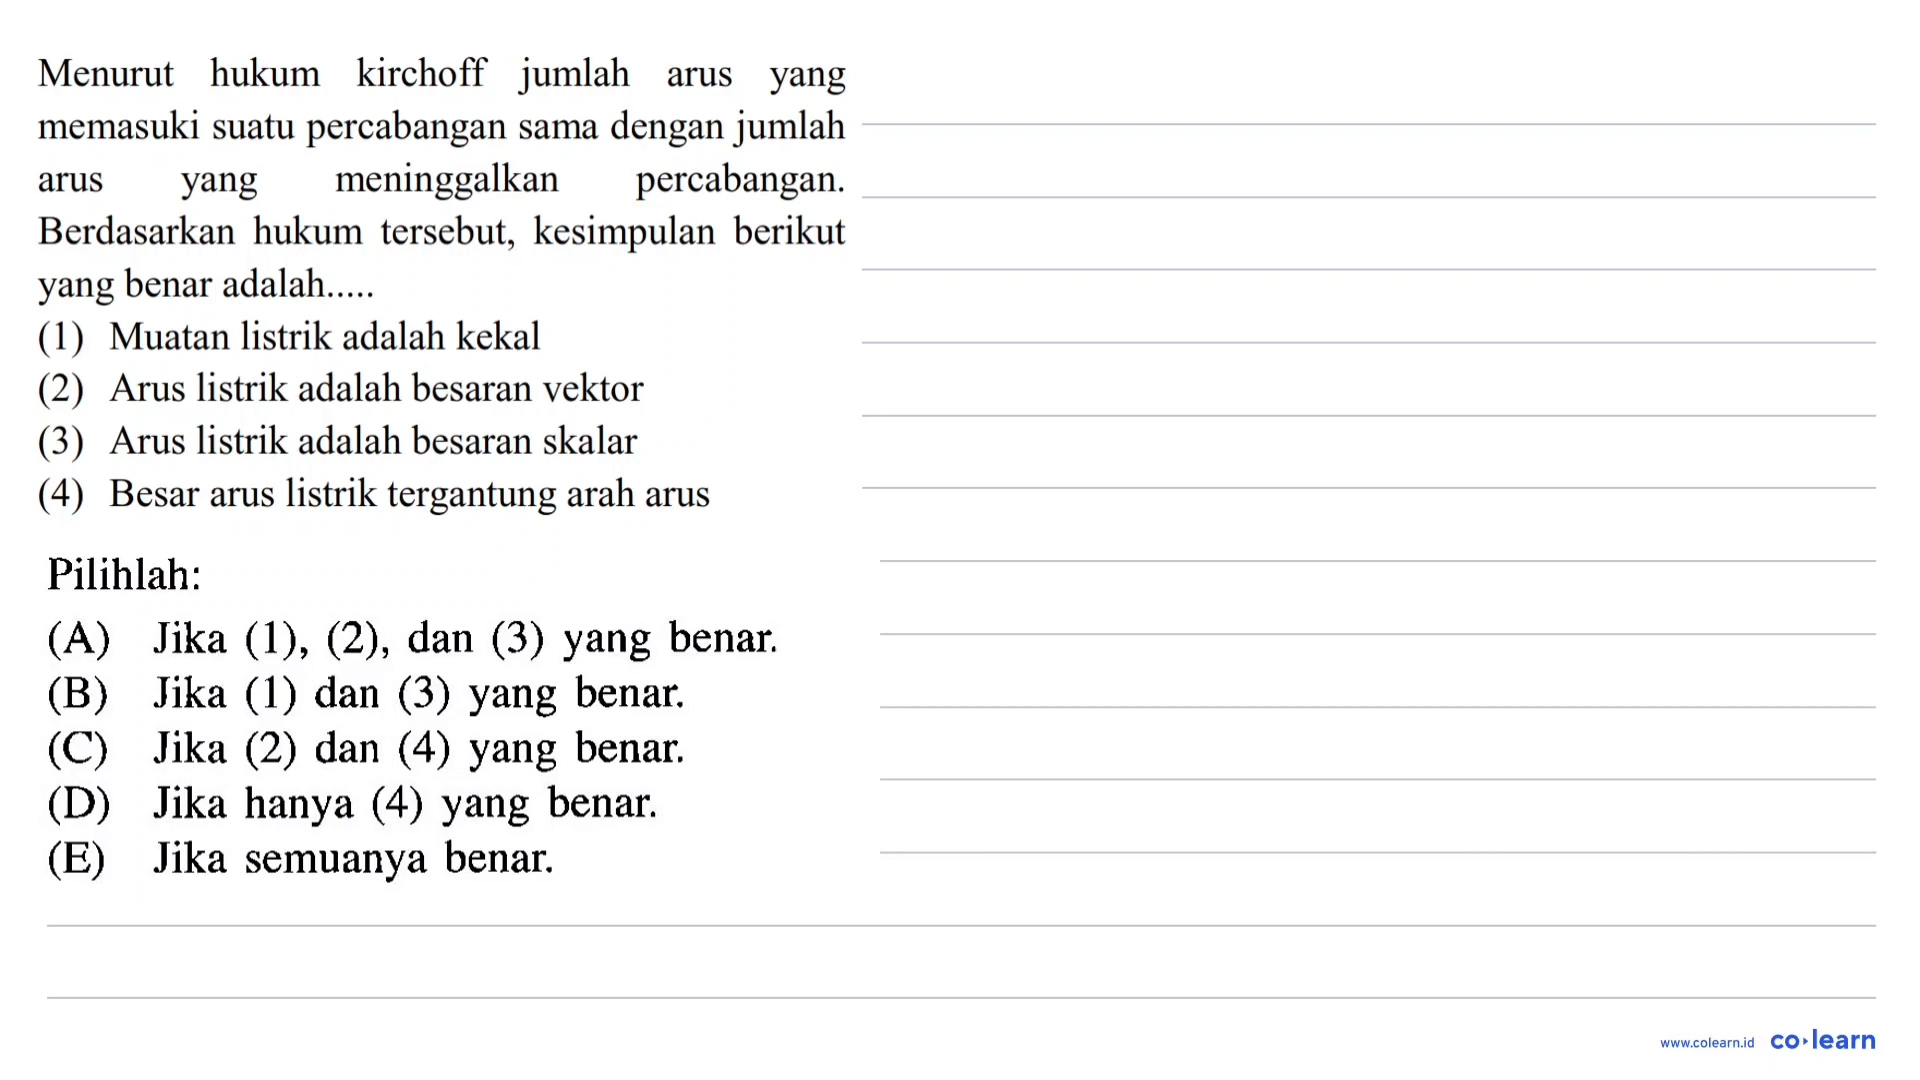 Menurut hukum kirchoff jumlah arus yang
memasuki suatu percabangan sama dengan jumlah
arus yang meninggalkan percabangan.
Berdasarkan hukum tersebut, kesimpulan berikut
yang benar adalah.....
(1) Muatan listrik adalah kekal
(2) Arus listrik adalah besaran vektor
(3) Arus listrik adalah besaran skalar
(4) Besar arus listrik tergantung arah arus
Pilihlah:
(A) Jika (1), (2), dan (3) yang benar.
(B) Jika (1) dan (3) yang benar.
(C) Jika (2) dan (4) yang benar.
(D) Jika hanya (4) yang benar.
(E) Jika semuanya benar.
www.colearn.id co learn